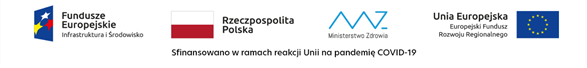 Fundusze
Europejskie
Infrastruktura i Środowisko
Rzeczpospolita
Polska
Ministerstwo Zdrowia
Unia Europejska
Europejski Fundusz
Rozwoju Regionalnego
Sfinansowano w ramach reakcji Unii na pandemię COVID-19